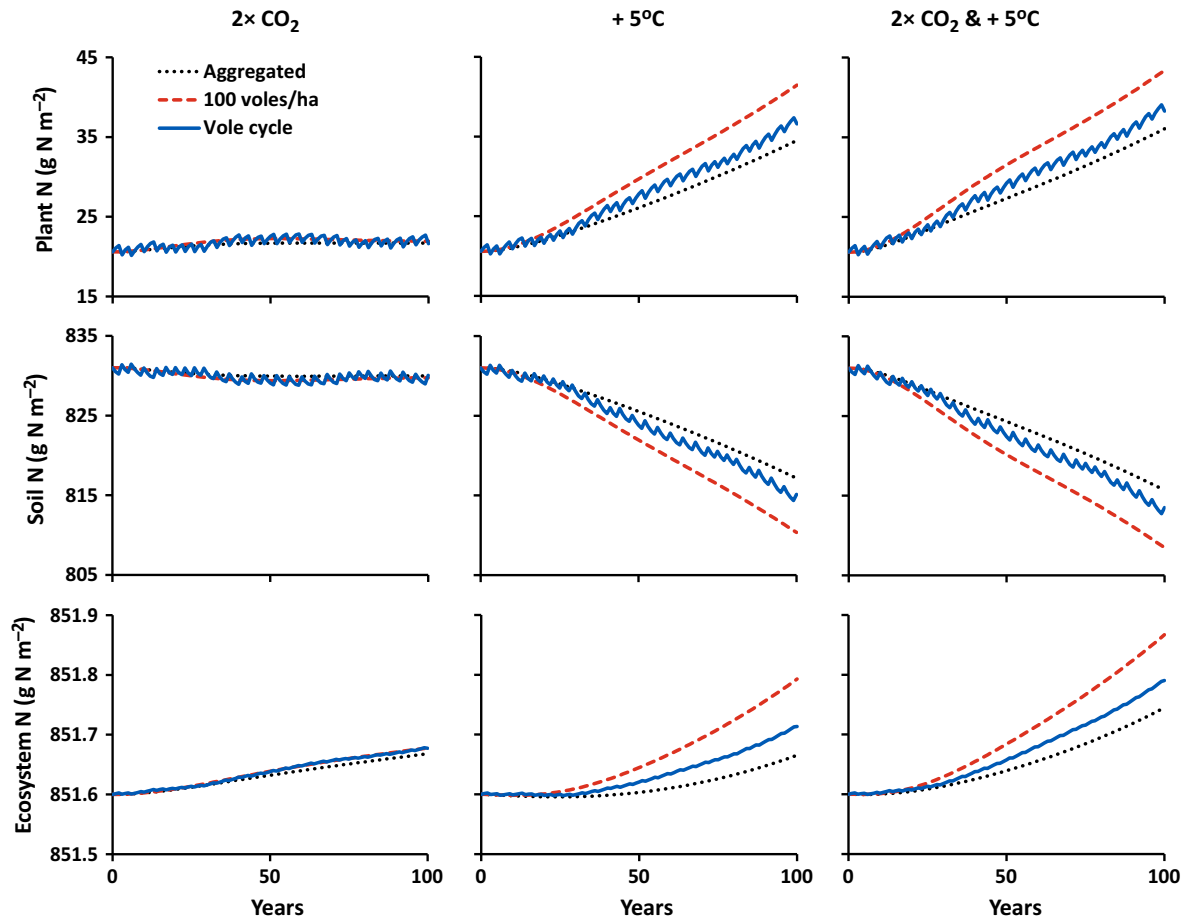 2× CO₂
+ 5ºC
2× CO₂ & + 5ºC
Plant N (g N m⁻²)
45
35
25
15
Aggregated
100 voles/ha
Vole cycle
Soil N (g N m⁻²)
835
825
815
805
Ecosystem N (g N m⁻²)
851.9
851.8
851.7
851.6
851.5
0
50
100
0
50
100
0
50
100
Years
Years
Years